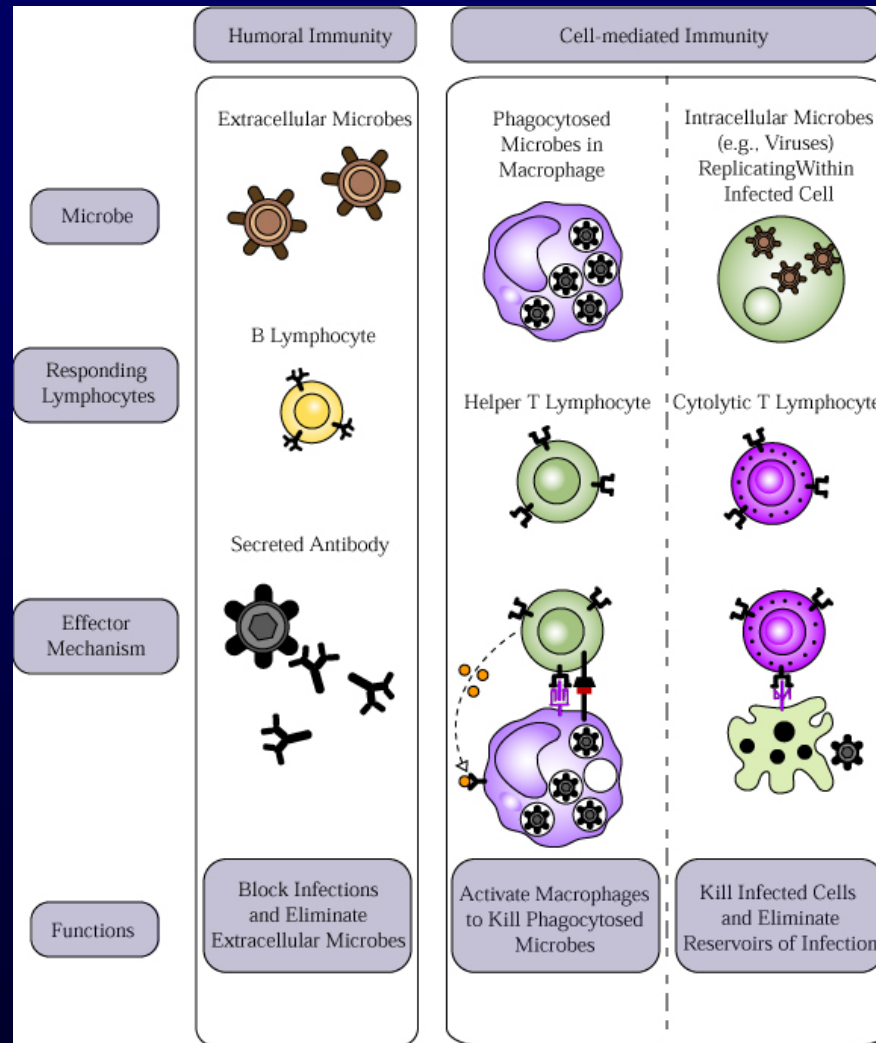 Humoral Immunity
Cell-mediated Immunity
Extracellular Microbes
Phagocytosed
Microbes in
Macrophage
Intracellular Microbes
(e.g., Viruses)
ReplicatingWithin
Infected Cell
Microbe
B Lymphocyte
Responding
Lymphocytes
Helper T Lymphocyte
Cytolytic T Lymphocyte
Secreted Antibody
Effector
Mechanism
Functions
Block Infections
and Eliminate
Extracellular Microbes
Activate Macrophages
to Kill Phagocytosed
Microbes
Kill Infected Cells
and Eliminate
Reservoirs of Infection